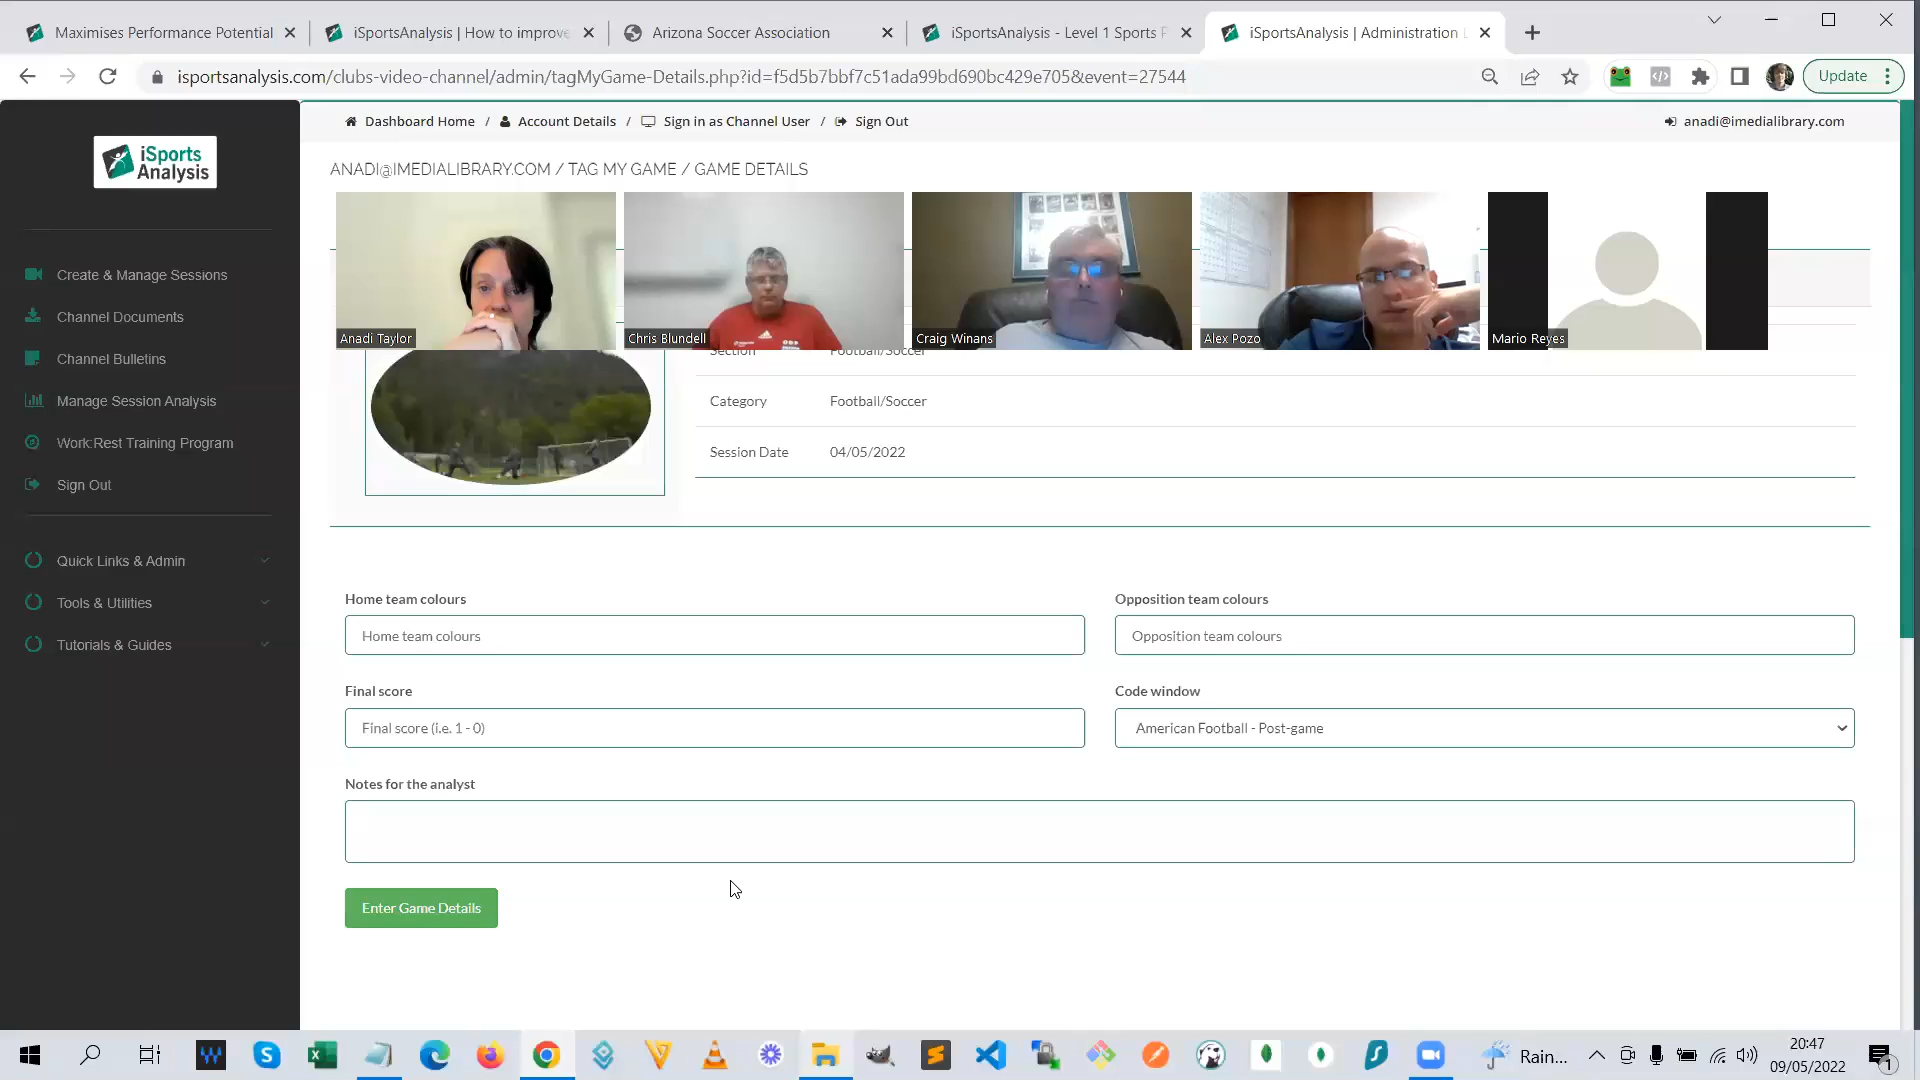 Maximises Performance Potential
iSportsAnalysis | How to improve
Arizona Soccer Association
iSportsAnalysis - Level 1 Sports P
iSportsAnalysis | Administration L
isportsanalysis.com/clubs-video-channel/admin/tagMyGame-Details.php?id=f5d5b7bbf7c51ada99bd690bc429e705&event=27544
Update
iSports
Analysis
Dashboard Home / Account Details / Sign in as Channel User / Sign Out
anadi@imedialibrary.com
ANADI@IMEDIALIBRARY.COM / TAG MY GAME / GAME DETAILS
Anadi Taylor
Chris Blundell
Craig Winans
Alex Pozo
Mario Reyes
Create & Manage Sessions
Channel Documents
Channel Bulletins
Manage Session Analysis
Work:Rest Training Program
Sign Out
Quick Links & Admin
Tools & Utilities
Tutorials & Guides
Section Football/Soccer
Category Football/Soccer
Session Date 04/05/2022
Home team colours
Home team colours
Opposition team colours
Opposition team colours
Final score
Final score (i.e. 1 - 0)
Code window
American Football - Post-game
Notes for the analyst
Enter Game Details
Rain...
20:47
09/05/2022
1